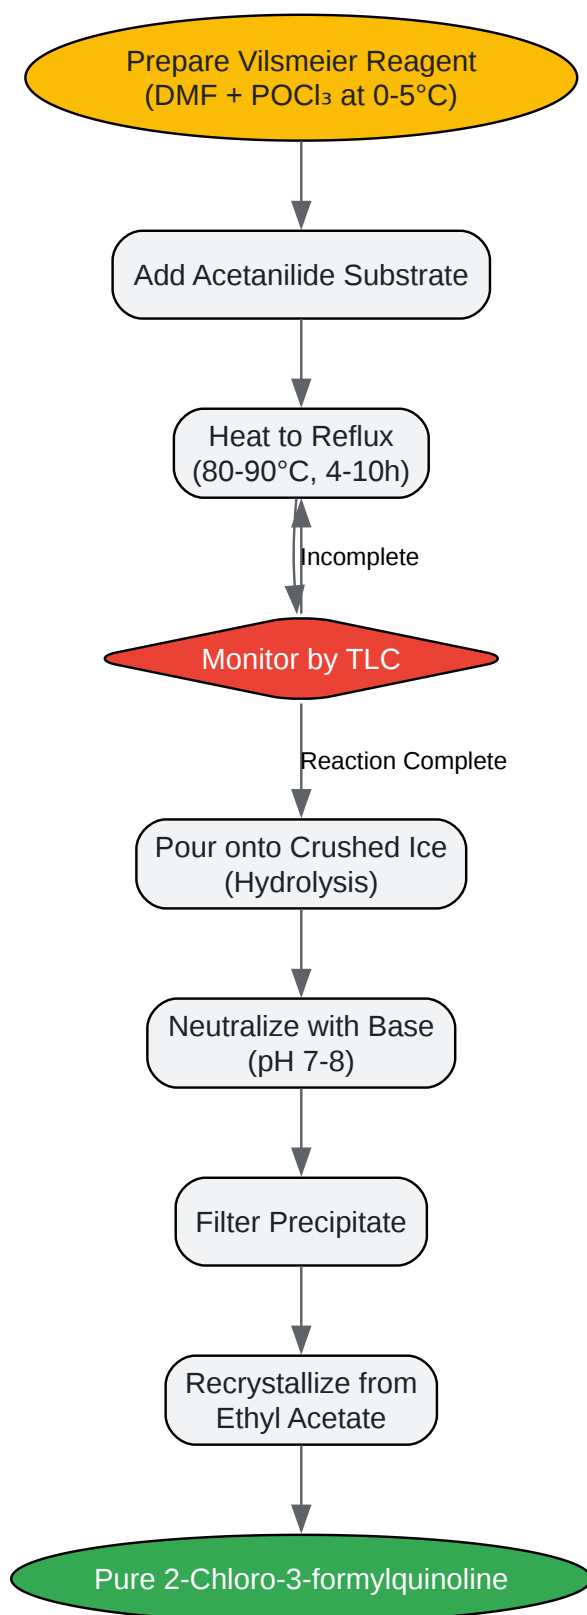 Prepare Vilsmeier Reagent
(DMF + POCl₃ at 0-5°C)
Add Acetanilide Substrate
Heat to Reflux
(80-90°C, 4-10h)
Incomplete
Monitor by TLC
Reaction Complete
Pour onto Crushed Ice
(Hydrolysis)
Neutralize with Base
(pH 7-8)
Filter Precipitate
Recrystallize from
Ethyl Acetate
Pure 2-Chloro-3-formylquinoline